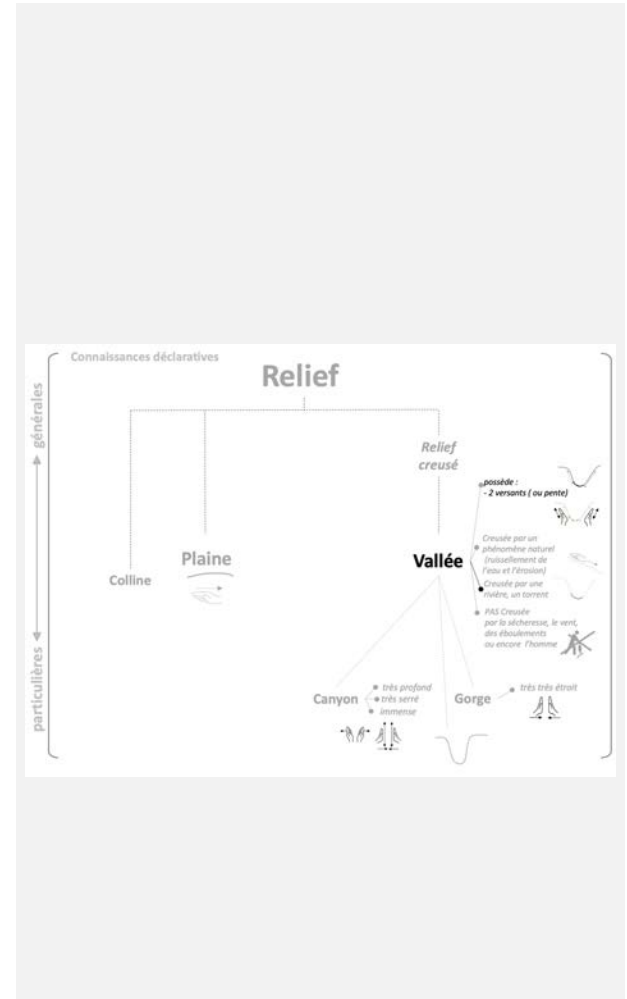 Connaissances déclaratives
générales
particulières
Relief
Relief
creusé
Colline
Plaine
Vallée
possède :
- 2 versants ( ou pente)
Creusée par un
phénomène naturel
(ruissellement de
l'eau et l'érosion)
Creusée par une
rivière, un torrent
PAS Creusée
par la sécheresse, le vent,
des éboulements
ou encore l'homme
Canyon
très profond
très serré
immense
Gorge
très très étroit